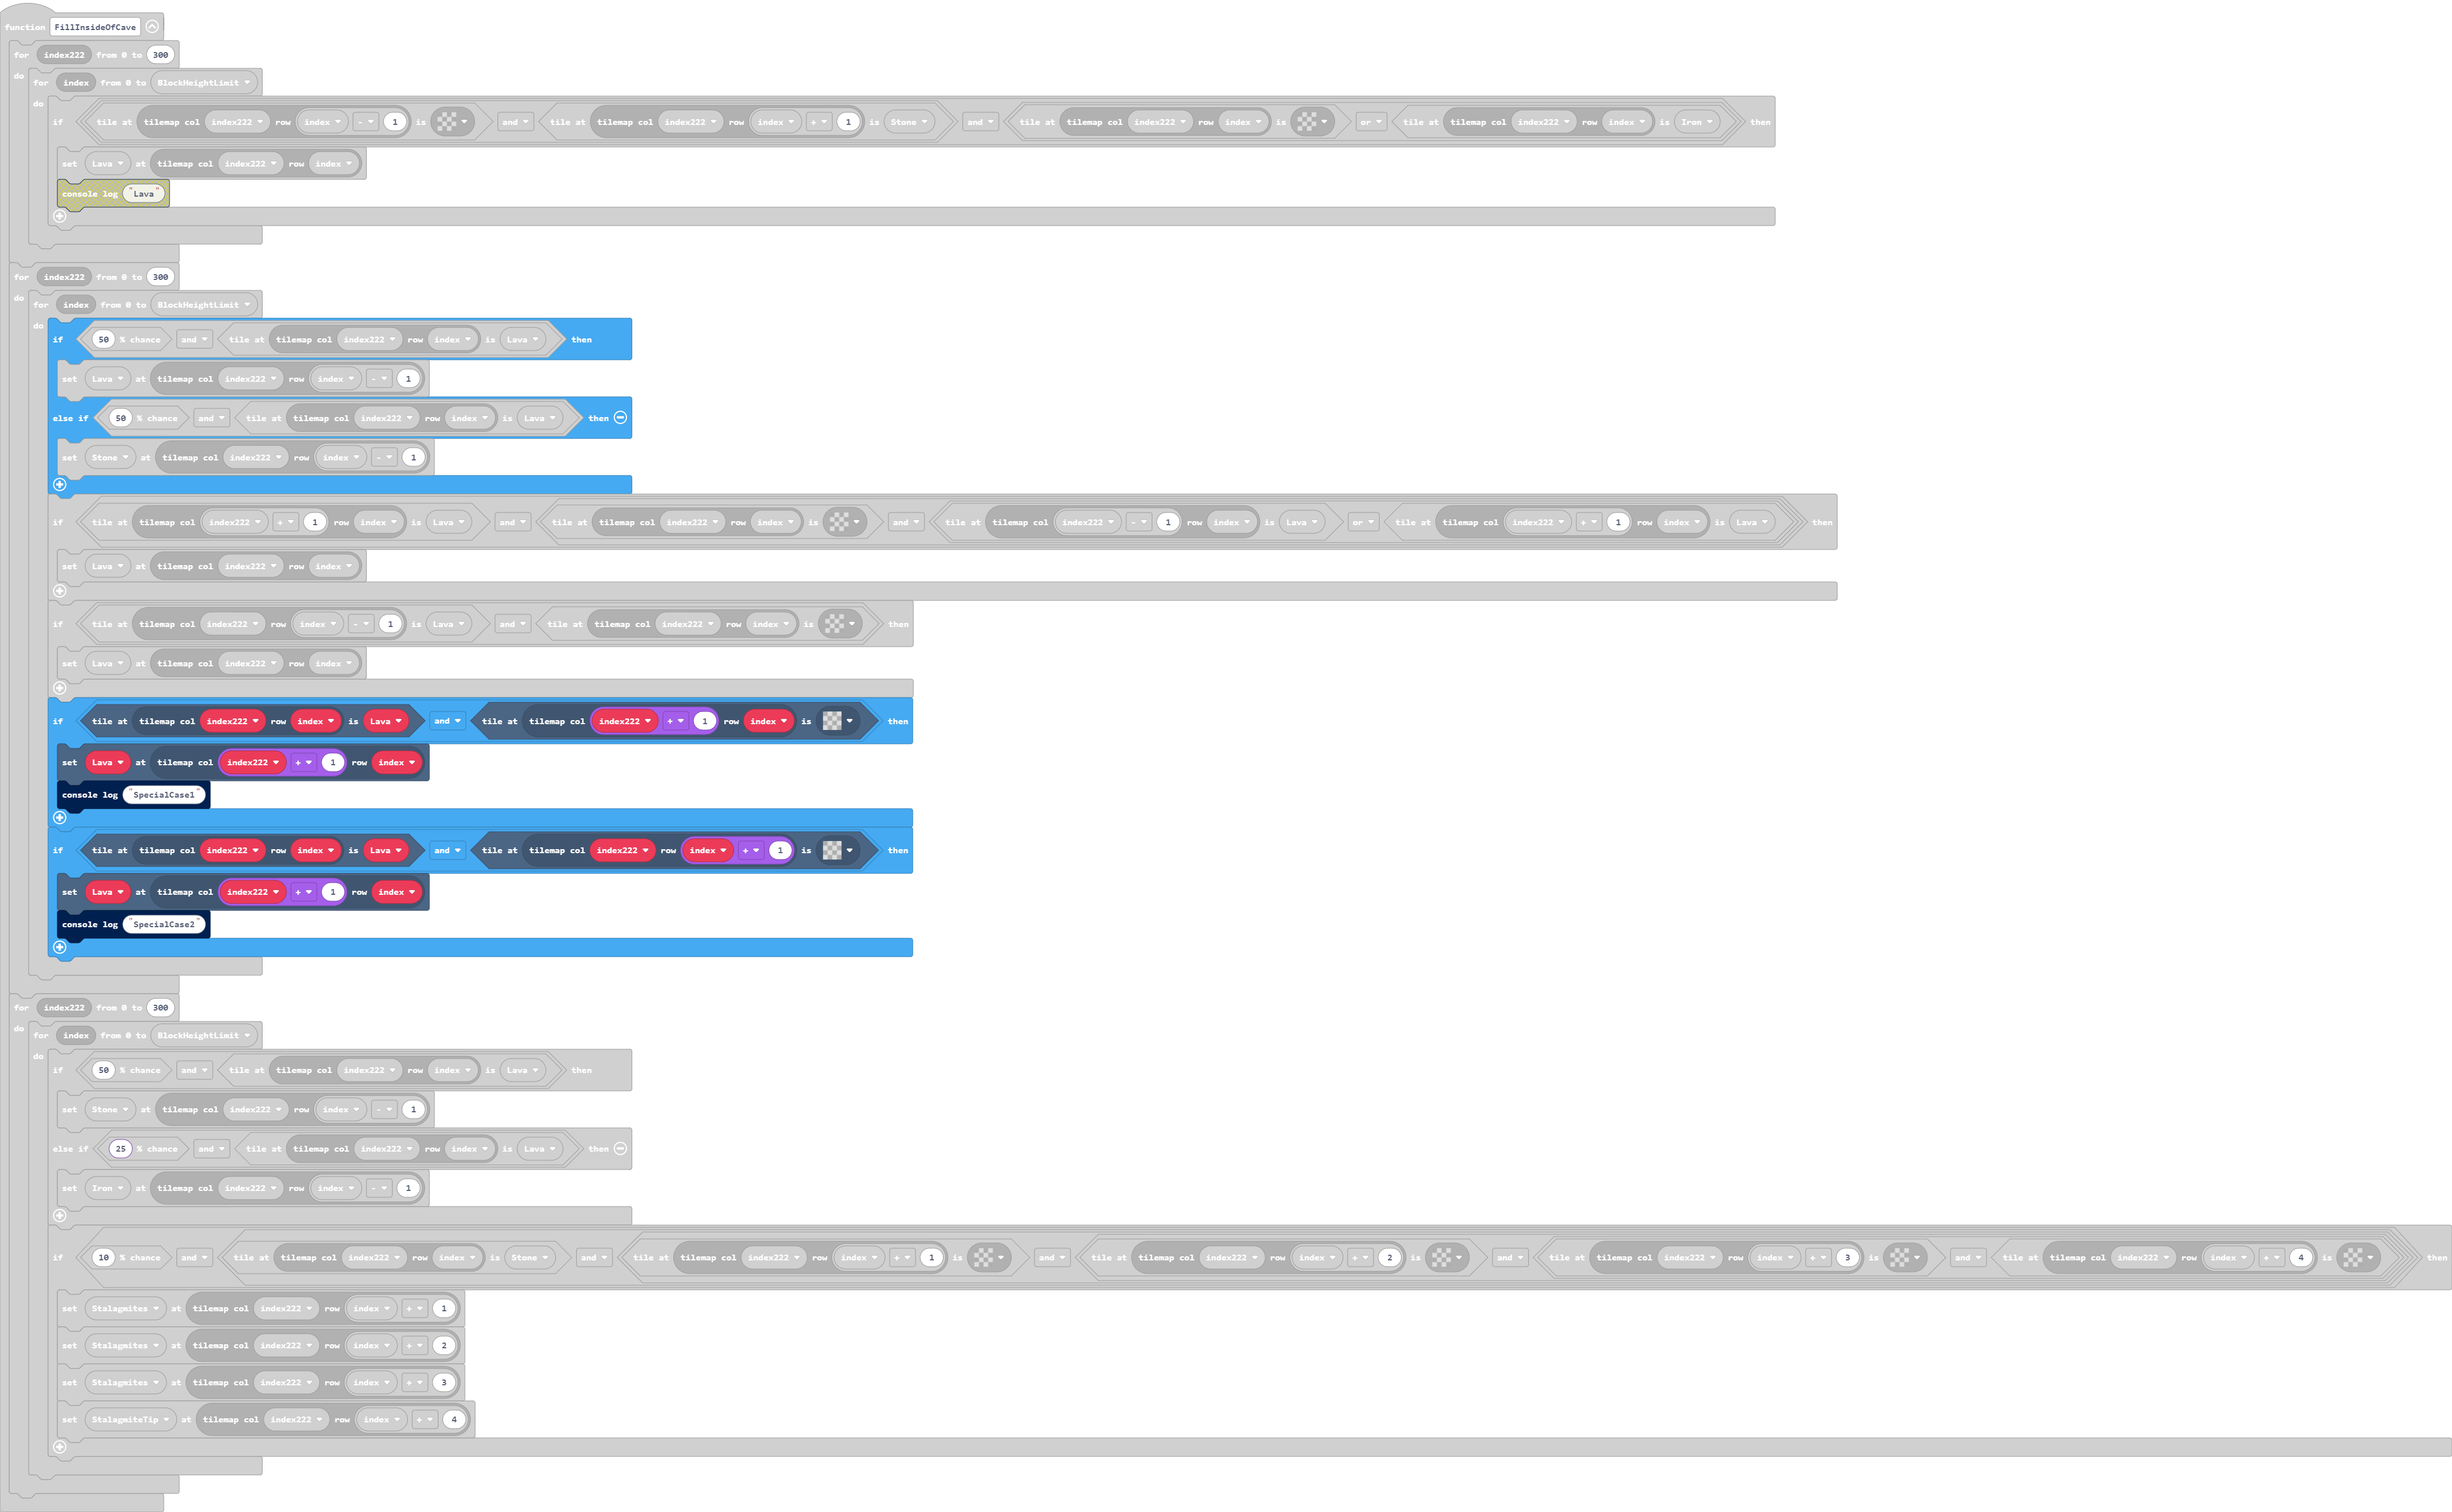 function FillInsideOfCave
for index222 from 0 to 300
do
for index from 0 to BlockHeightLimit
do
if tile at tilemap col index222 row index - 1 is and tile at tilemap col index222 row index + 1 is Stone and tile at tilemap col index222 row index is or tile at tilemap col index222 row index is Iron then
set Lava at tilemap col index222 row index
console log "Lava"
for index222 from 0 to 300
do
for index from 0 to BlockHeightLimit
do
if 50 % chance and tile at tilemap col index222 row index is Lava then
set Lava at tilemap col index222 row index - 1
else if 50 % chance and tile at tilemap col index222 row index is Lava then
set Stone at tilemap col index222 row index - 1
if tile at tilemap col index222 + 1 row index is Lava and tile at tilemap col index222 row index is and tile at tilemap col index222 - 1 row index is Lava or tile at tilemap col index222 + 1 row index is Lava then
set Lava at tilemap col index222 row index
if tile at tilemap col index222 row index - 1 is Lava and tile at tilemap col index222 row index is then
set Lava at tilemap col index222 row index
if tile at tilemap col index222 row index is Lava and tile at tilemap col index222 + 1 row index is then
set Lava at tilemap col index222 + 1 row index
console log "SpecialCase1"
if tile at tilemap col index222 row index is Lava and tile at tilemap col index222 row index + 1 is then
set Lava at tilemap col index222 + 1 row index
console log "SpecialCase2"
for index222 from 0 to 300
do
for index from 0 to BlockHeightLimit
do
if 50 % chance and tile at tilemap col index222 row index is Lava then
set Stone at tilemap col index222 row index - 1
else if 25 % chance and tile at tilemap col index222 row index is Lava then
set Iron at tilemap col index222 row index - 1
if 10 % chance and tile at tilemap col index222 row index is Stone and tile at tilemap col index222 row index + 1 is and tile at tilemap col index222 row index + 2 is and tile at tilemap col index222 row index + 3 is and tile at tilemap col index222 row index + 4 is then
set Stalagmites at tilemap col index222 row index + 1
set Stalagmites at tilemap col index222 row index + 2
set Stalagmites at tilemap col index222 row index + 3
set StalagmiteTip at tilemap col index222 row index + 4